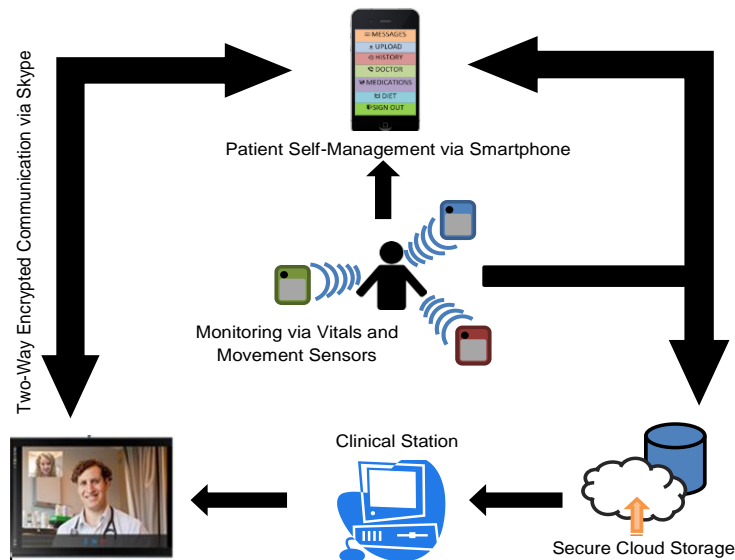 Two-Way Encrypted Communication via Skype
MESSAGES
UPLOAD
HISTORY
DOCTOR
MEDICATIONS
DIET
SIGN OUT
Patient Self-Management via Smartphone
Monitoring via Vitals and
Movement Sensors
Clinical Station
Secure Cloud Storage